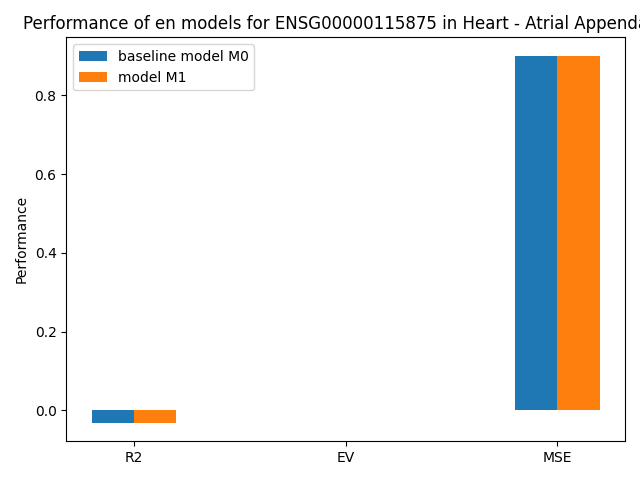 Performance of en models for ENSG00000115875 in Heart - Atrial Appenda
baseline model M0
model M1
Performance
0.8
0.6
0.4
0.2
0.0
R2 EV MSE